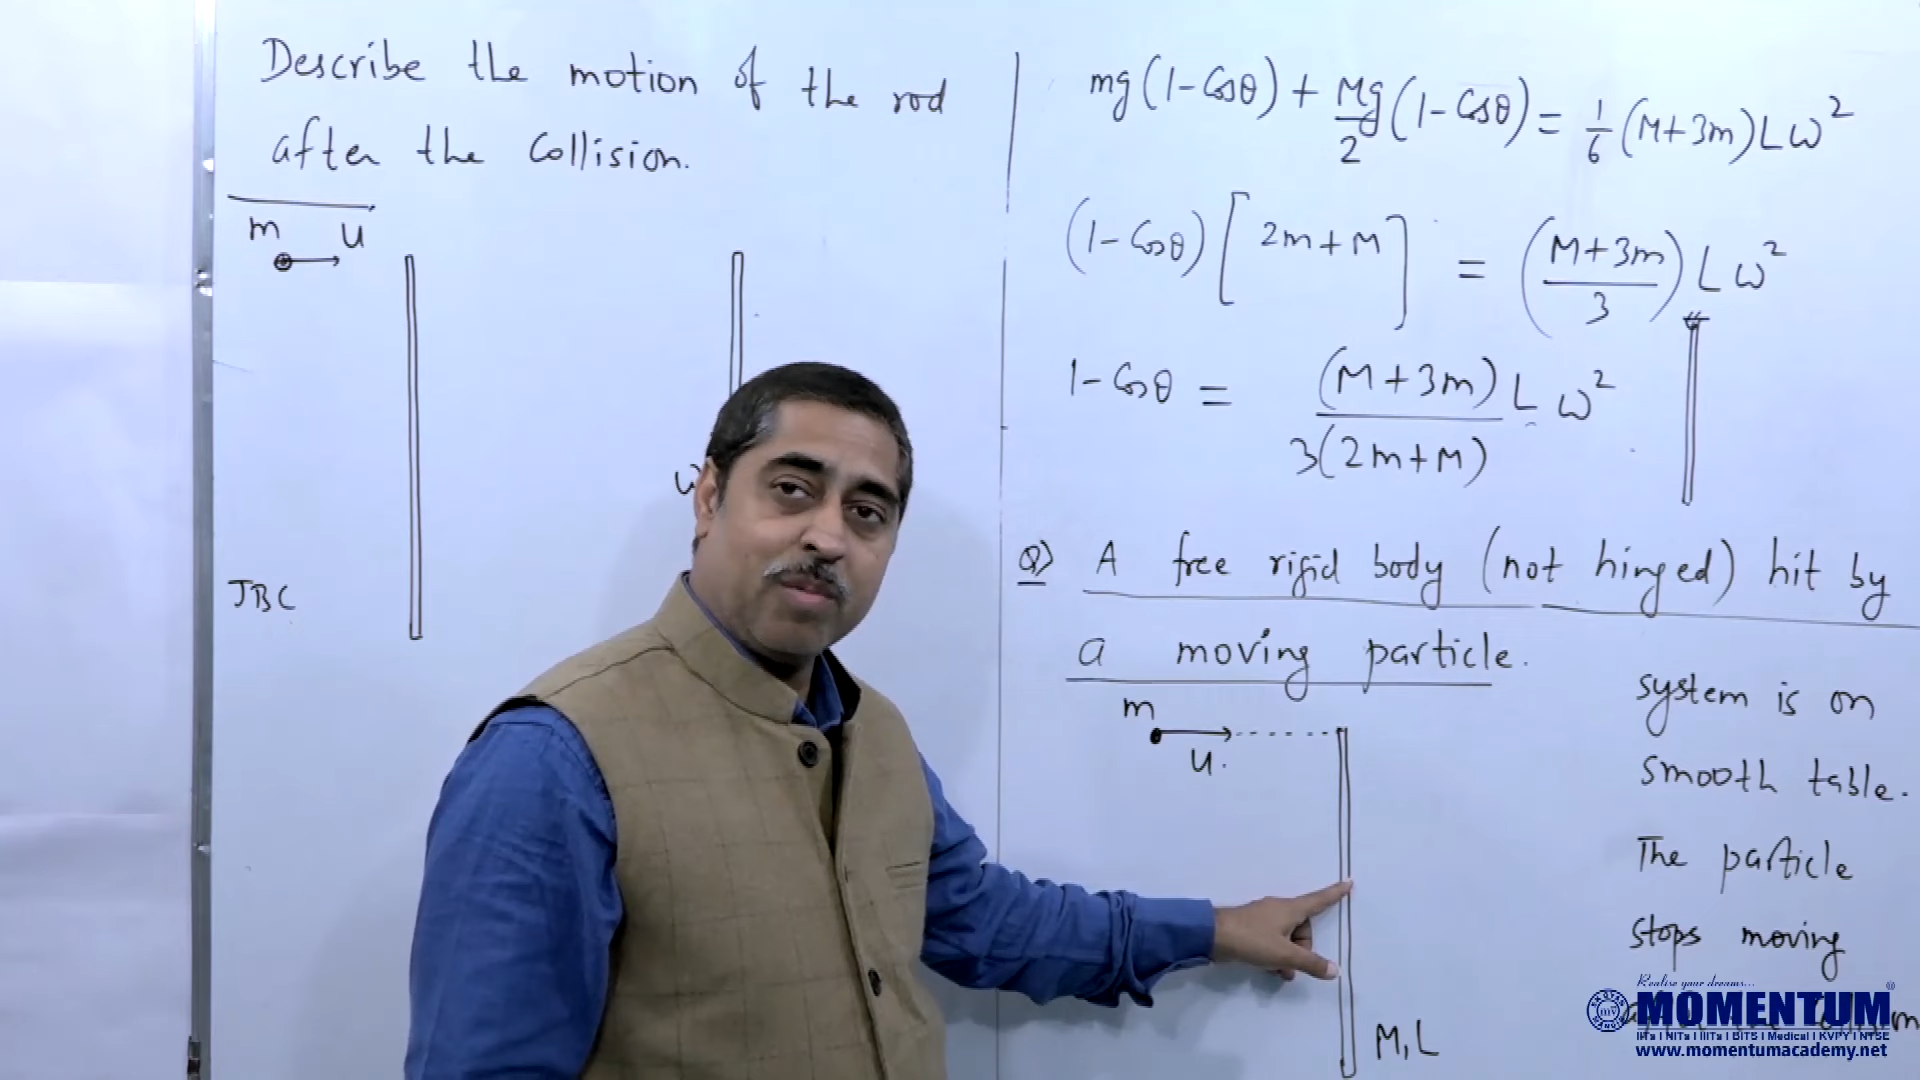 Describe the motion of the rod
after the Collision.
m u
JBC
ω
mg(1-Cosθ) + Mg/2 (1-Cosθ) = 1/6 (M+3m)Lω²
(1-Cosθ)[2m+M] = (M+3m/3) Lω²
1-Cosθ = (M+3m)/3(2m+M) Lω²
Q) A free rigid body (not hinged) hit by
a moving particle.
m
u.
M, L
system is on
smooth table.
The particle
stops moving
Realise your dreams...
MOMENTUM®
IITs | NITs | IIITs | BITS | Medical | KVPY | NTSE
www.momentumacademy.net